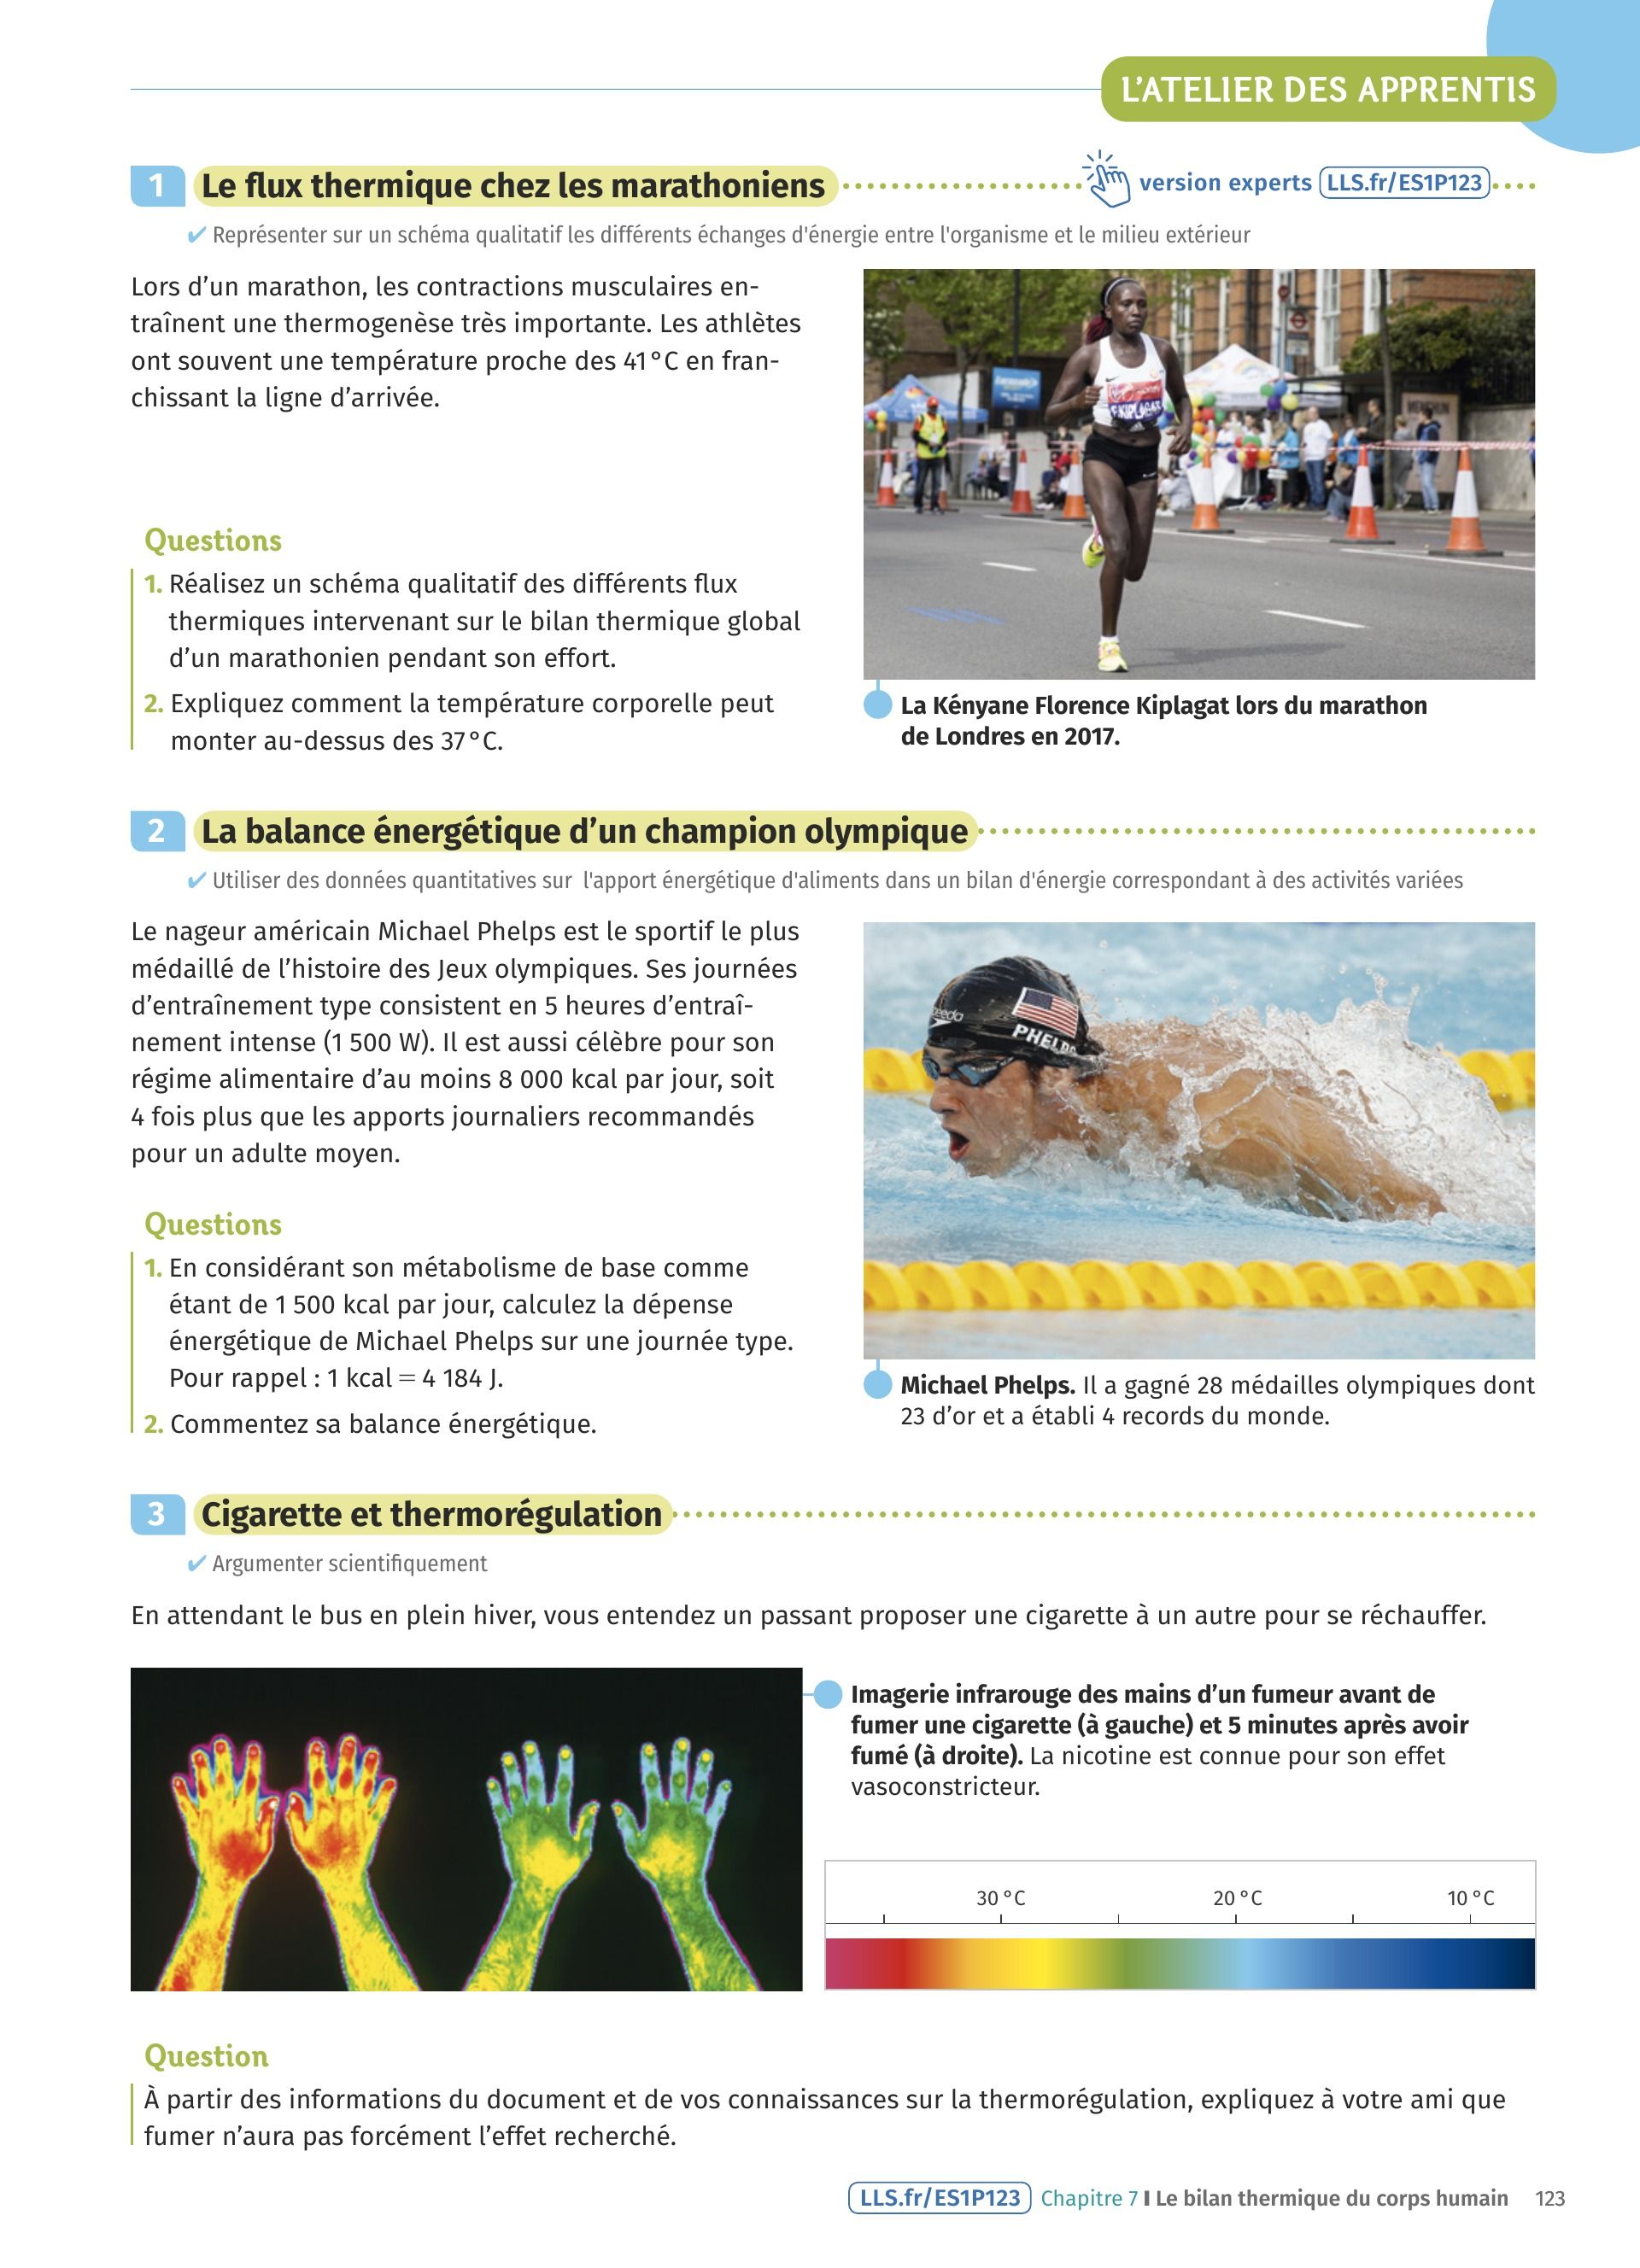 L'ATELIER DES APPRENTIS
1 Le flux thermique chez les marathoniens
version experts LLS.fr/ES1P123
✔ Représenter sur un schéma qualitatif les différents échanges d'énergie entre l'organisme et le milieu extérieur
Lors d'un marathon, les contractions musculaires en-
traînent une thermogenèse très importante. Les athlètes
ont souvent une température proche des 41°C en fran-
chissant la ligne d'arrivée.
Questions
1. Réalisez un schéma qualitatif des différents flux
thermiques intervenant sur le bilan thermique global
d'un marathonien pendant son effort.
2. Expliquez comment la température corporelle peut
monter au-dessus des 37°C.
KIPLAGAT
La Kényane Florence Kiplagat lors du marathon
de Londres en 2017.
2 La balance énergétique d'un champion olympique
✔ Utiliser des données quantitatives sur l'apport énergétique d'aliments dans un bilan d'énergie correspondant à des activités variées
Le nageur américain Michael Phelps est le sportif le plus
médaillé de l'histoire des Jeux olympiques. Ses journées
d'entraînement type consistent en 5 heures d'entraî-
nement intense (1 500 W). Il est aussi célèbre pour son
régime alimentaire d'au moins 8 000 kcal par jour, soit
4 fois plus que les apports journaliers recommandés
pour un adulte moyen.
Questions
1. En considérant son métabolisme de base comme
étant de 1 500 kcal par jour, calculez la dépense
énergétique de Michael Phelps sur une journée type.
Pour rappel : 1 kcal = 4 184 J.
2. Commentez sa balance énergétique.
PHELPS
Michael Phelps. Il a gagné 28 médailles olympiques dont
23 d'or et a établi 4 records du monde.
3 Cigarette et thermorégulation
✔ Argumenter scientifiquement
En attendant le bus en plein hiver, vous entendez un passant proposer une cigarette à un autre pour se réchauffer.
Imagerie infrarouge des mains d'un fumeur avant de
fumer une cigarette (à gauche) et 5 minutes après avoir
fumé (à droite). La nicotine est connue pour son effet
vasoconstricteur.
30 °C 20 °C 10 °C
Question
À partir des informations du document et de vos connaissances sur la thermorégulation, expliquez à votre ami que
fumer n'aura pas forcément l'effet recherché.
LLS.fr/ES1P123 Chapitre 7 I Le bilan thermique du corps humain 123